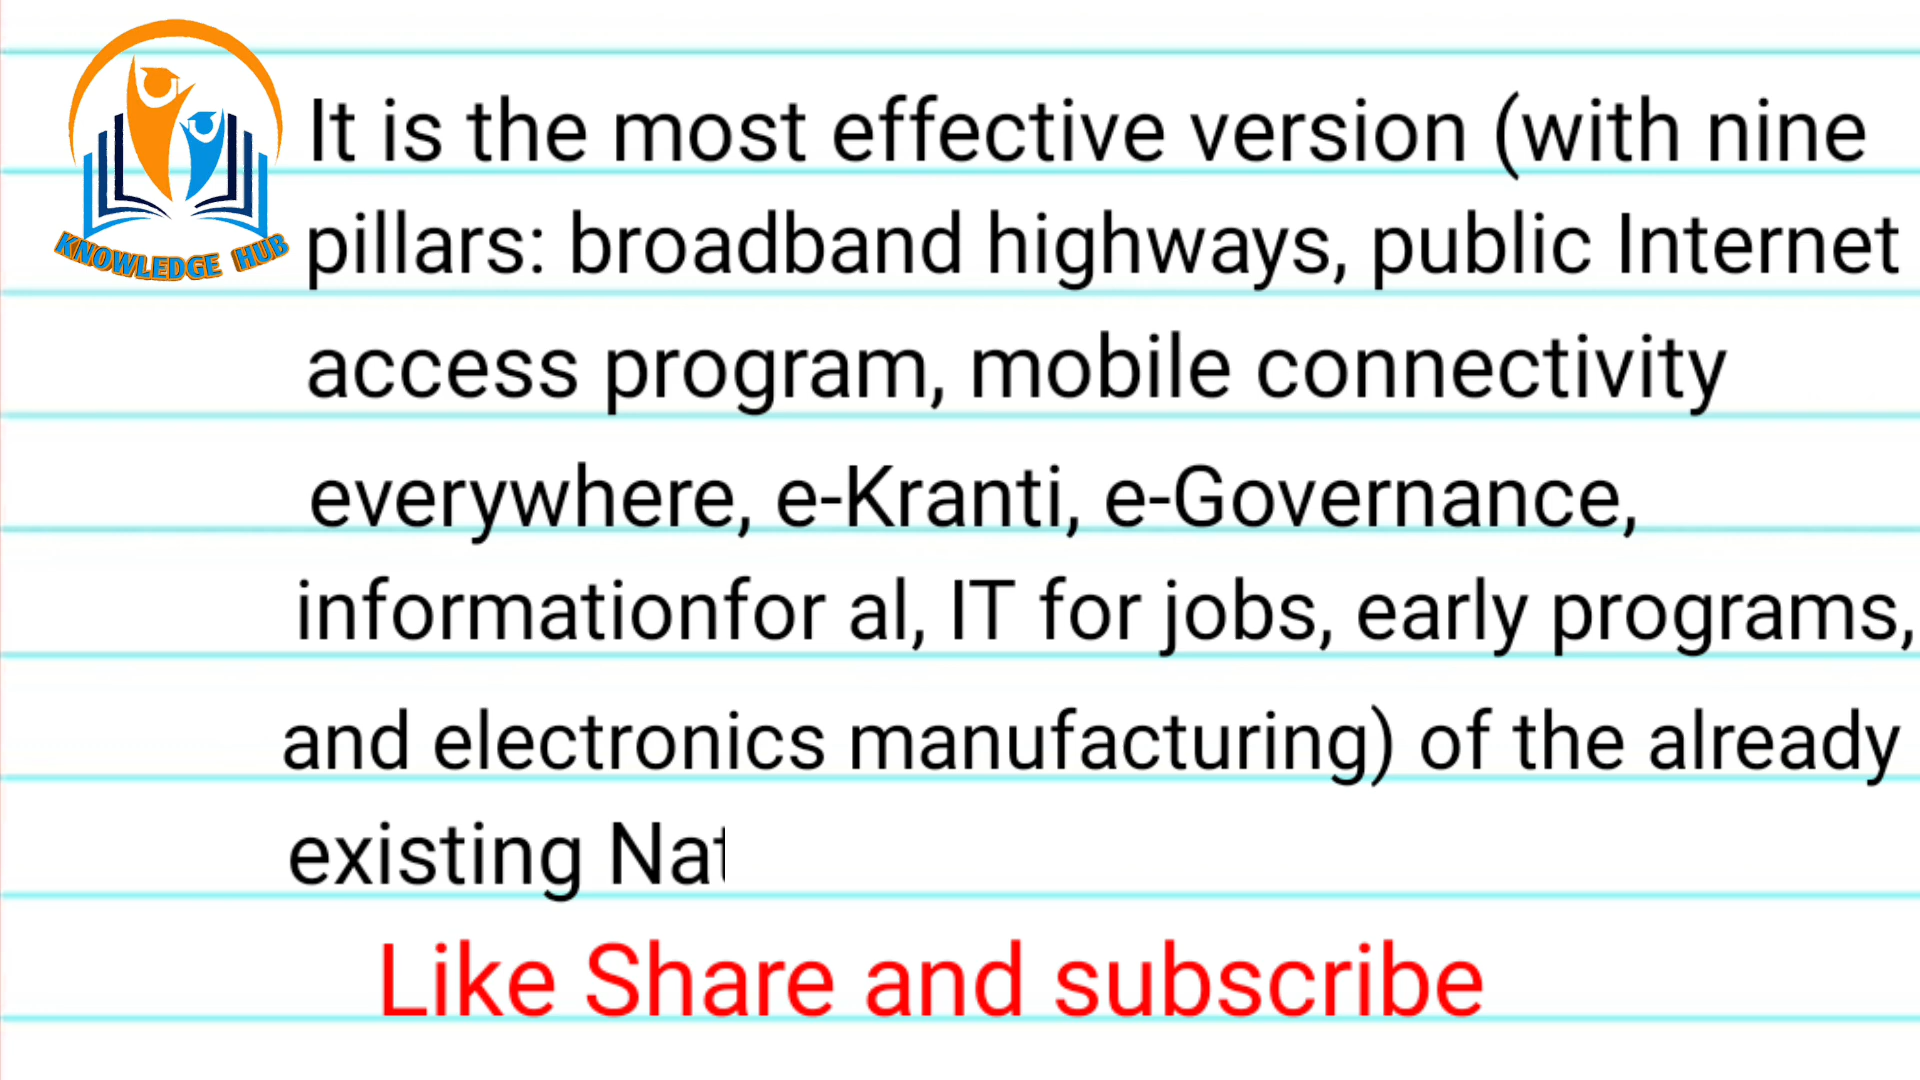 KNOWLEDGE HUB
It is the most effective version (with nine
pillars: broadband highways, public Internet
access program, mobile connectivity
everywhere, e-Kranti, e-Governance,
informationfor al, IT for jobs, early programs,
and electronics manufacturing) of the already
existing Nat
Like Share and subscribe